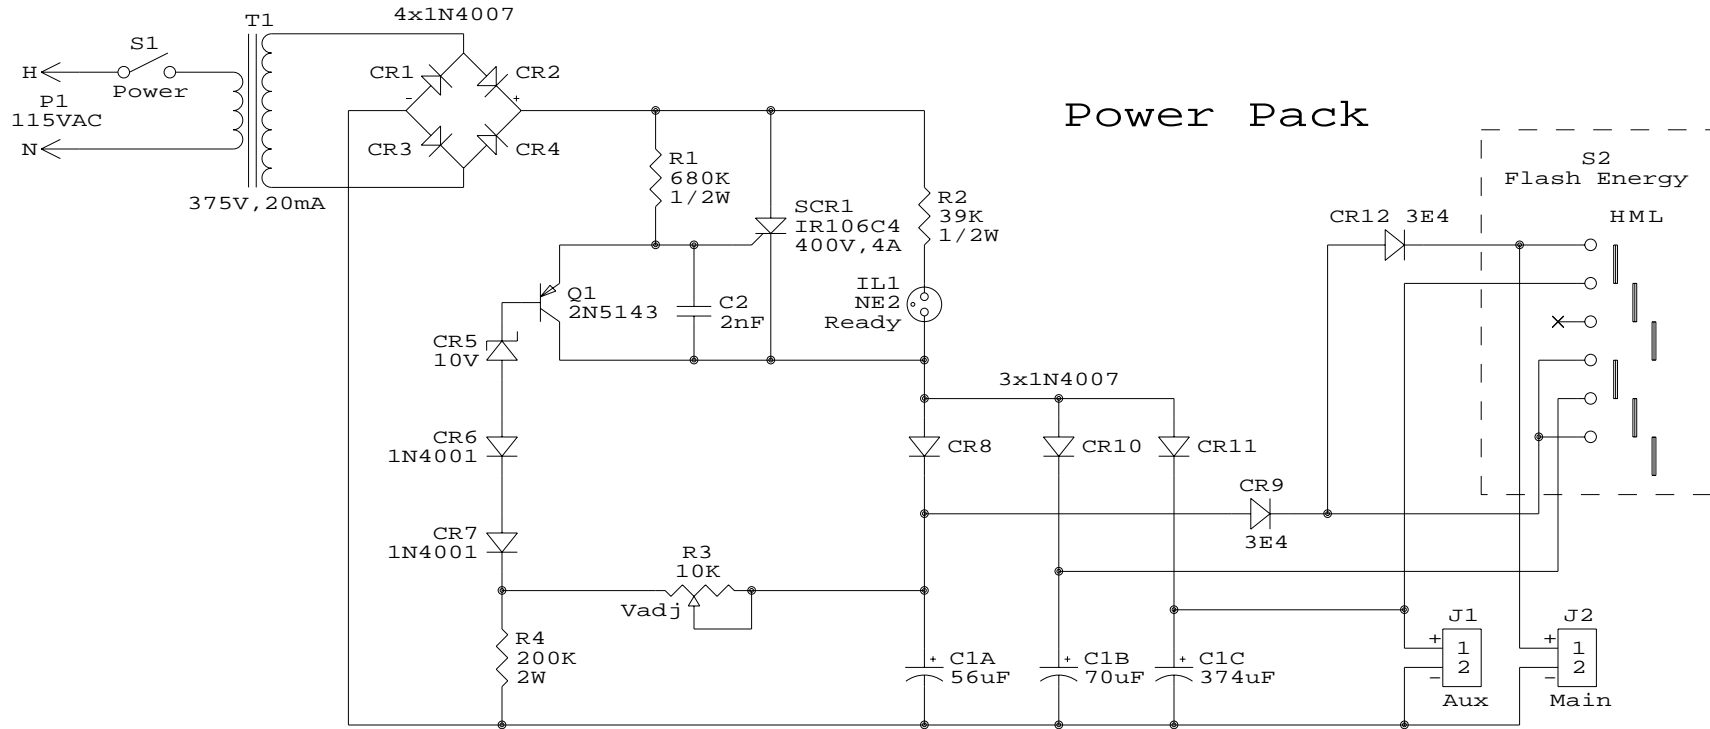 4x1N4007
T1
S1
H
Power
P1
115VAC
N
375V,20mA
CR1
CR2
- +
CR3
CR4
Power Pack
R1
680K
1/2W
SCR1
IR106C4
400V,4A
R2
39K
1/2W
S2
Flash Energy
CR12 3E4
HML
Q1
2N5143
C2
2nF
IL1
NE2
Ready
CR5
10V
3x1N4007
CR6
1N4001
CR8
CR10
CR11
CR9
3E4
CR7
1N4001
R3
10K
Vadj
R4
200K
2W
+ C1A
56uF
+ C1B
70uF
+ C1C
374uF
J1
+ 1
- 2
Aux
J2
+ 1
- 2
Main